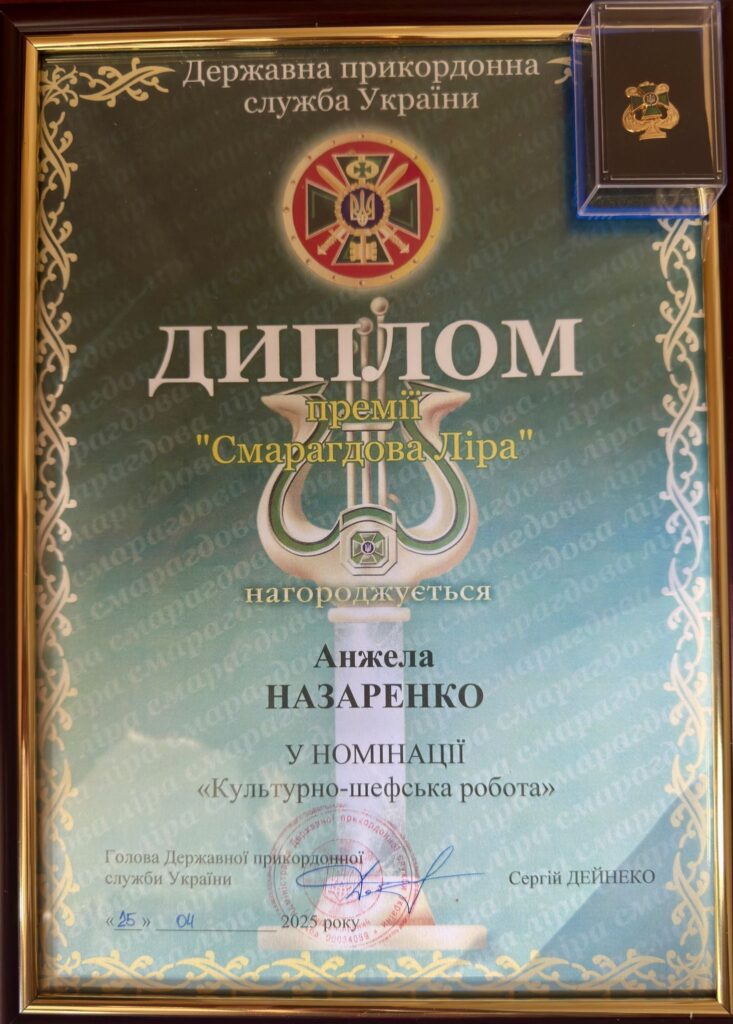 Державна прикордонна
служба України
ДИПЛОМ
премії
"Смарагдова Ліра"
нагороджується
Анжела
НАЗАРЕНКО
У НОМІНАЦІЇ
«Культурно-шефська робота»
Голова Державної прикордонної
служби України
Сергій ДЕЙНЕКО
«25» 04 2025 року